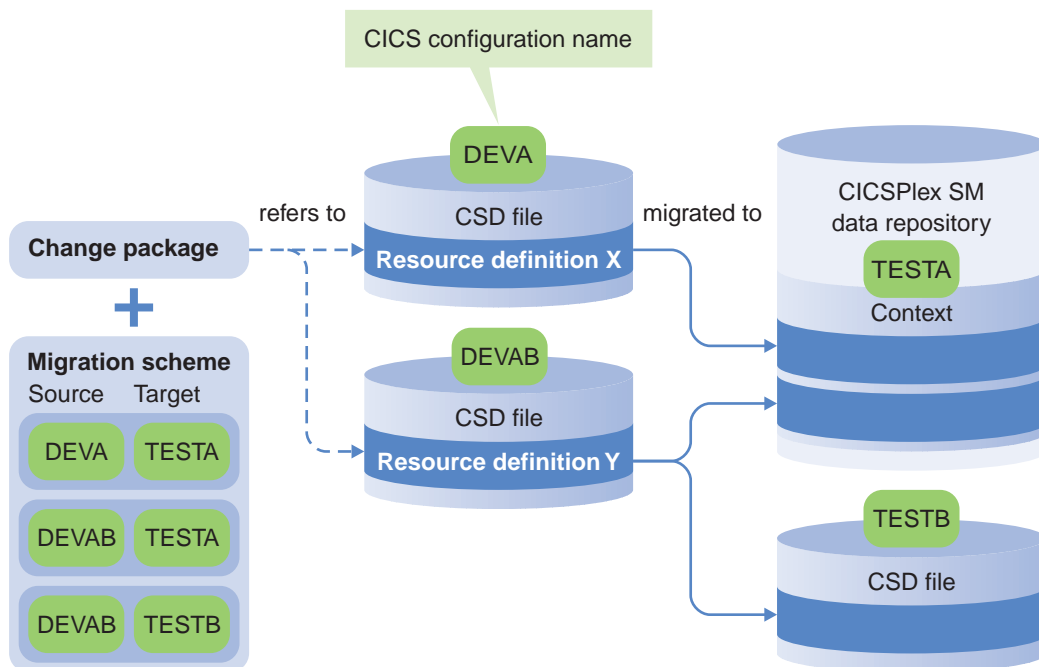 CICS configuration name
DEVA
CSD file
Resource definition X
refers to
migrated to
Change package
Migration scheme
Source Target
DEVA TESTA
DEVAB TESTA
DEVAB TESTB
DEVAB
CSD file
Resource definition Y
CICSPlex SM
data repository
TESTA
Context
TESTB
CSD file